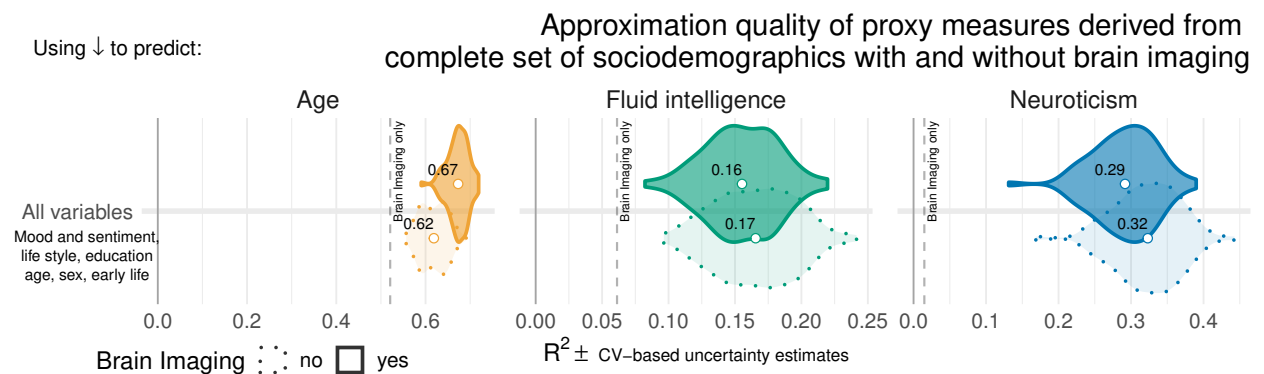 Approximation quality of proxy measures derived from
complete set of sociodemographics with and without brain imaging
Using ↓ to predict:
Age
Fluid intelligence
Neuroticism
Brain Imaging only
Brain Imaging only
Brain Imaging only
0.67
0.62
0.16
0.17
0.29
0.32
All variables
Mood and sentiment,
life style, education
age, sex, early life
0.0 0.2 0.4 0.6
0.00 0.05 0.10 0.15 0.20 0.25
0.0 0.1 0.2 0.3 0.4
R² ± CV−based uncertainty estimates
Brain Imaging no yes